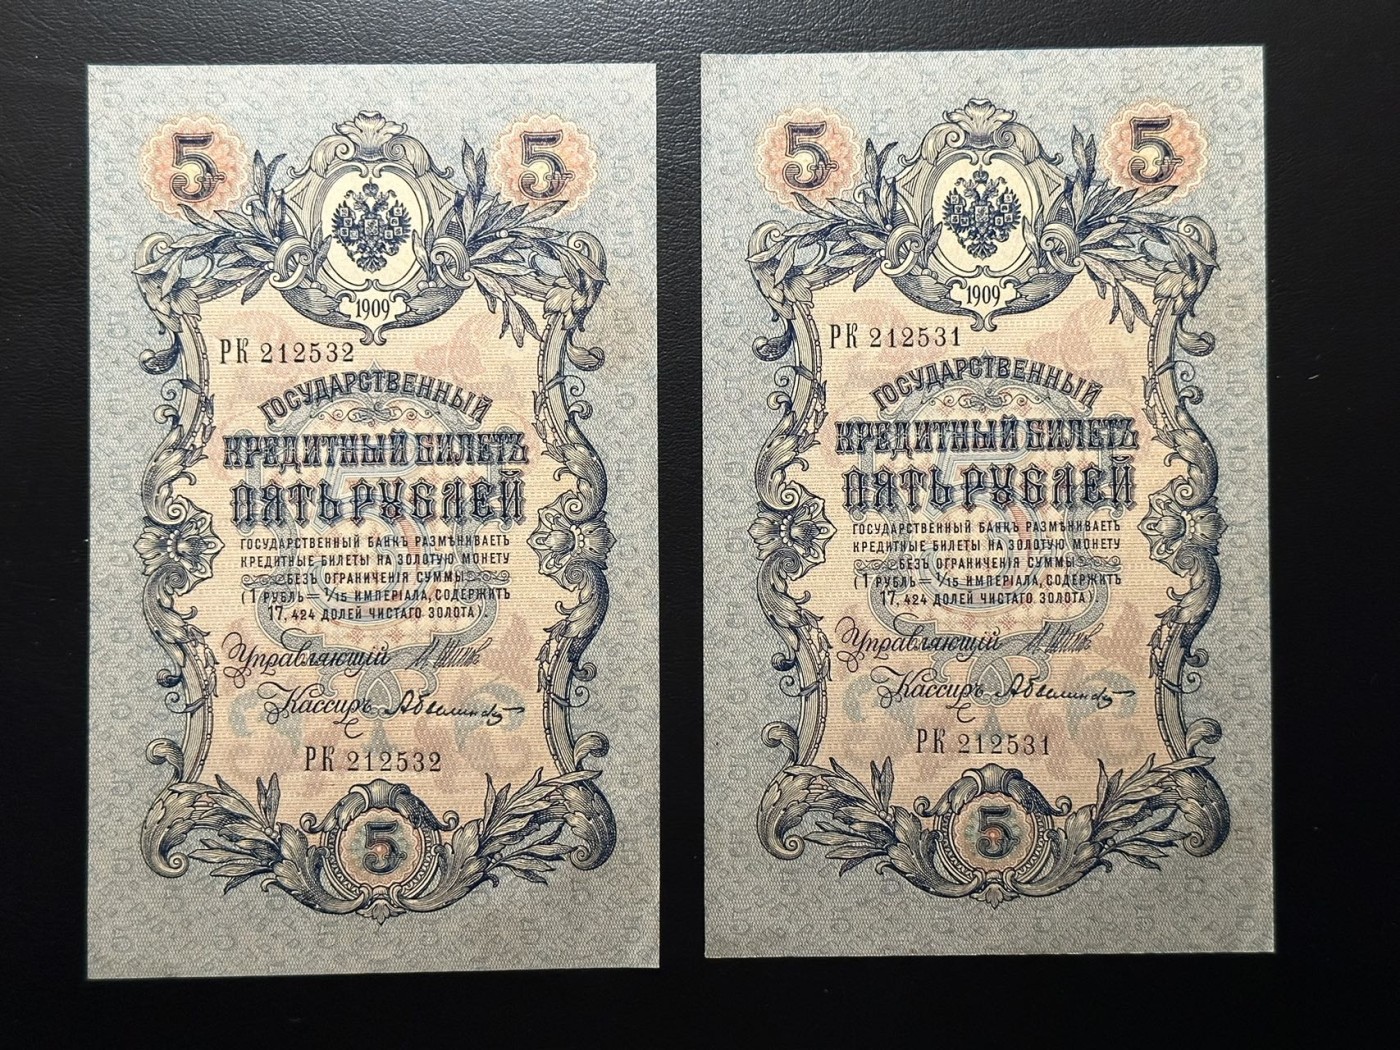 5 5
1909
РК 212532
ГОСУДАРСТВЕННЫЙ
КРЕДИТНЫЙ БИЛЕТЪ
ПЯТЬ РУБЛЕЙ
ГОСУДАРСТВЕННЫЙ БАНКЪ РАЗМѢНИВАЕТЪ
КРЕДИТНЫЕ БИЛЕТЫ НА ЗОЛОТУЮ МОНЕТУ
БЕЗЪ ОГРАНИЧЕНІЯ СУММЫ
(1 РУБЛЬ = 1/15 ИМПЕРІАЛА, СОДЕРЖИТЪ
17,424 ДОЛЕЙ ЧИСТАГО ЗОЛОТА).
Управляющій
Кассиръ
РК 212532
5
5 5
1909
РК 212531
ГОСУДАРСТВЕННЫЙ
КРЕДИТНЫЙ БИЛЕТЪ
ПЯТЬ РУБЛЕЙ
ГОСУДАРСТВЕННЫЙ БАНКЪ РАЗМѢНИВАЕТЪ
КРЕДИТНЫЕ БИЛЕТЫ НА ЗОЛОТУЮ МОНЕТУ
БЕЗЪ ОГРАНИЧЕНІЯ СУММЫ
(1 РУБЛЬ = 1/15 ИМПЕРІАЛА, СОДЕРЖИТЪ
17,424 ДОЛЕЙ ЧИСТАГО ЗОЛОТА).
Управляющій
Кассиръ
РК 212531
5